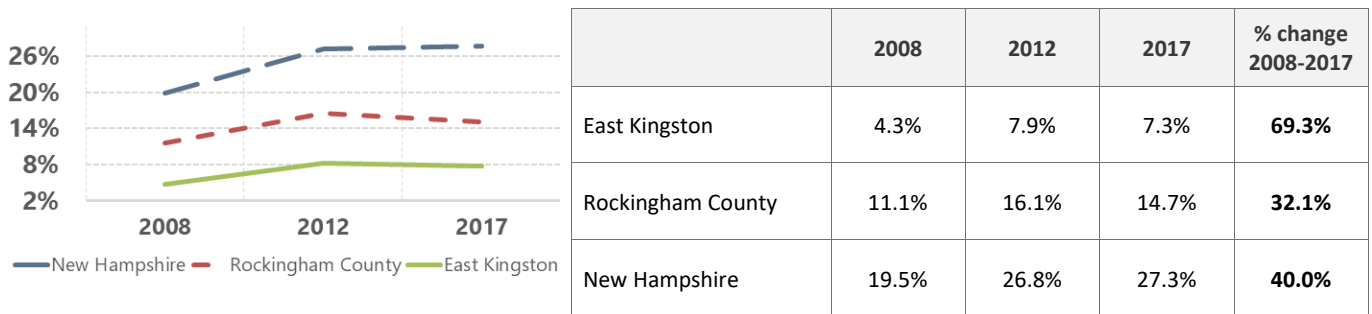 26%
20%
14%
8%
2%
2008 2012 2017
New Hampshire Rockingham County East Kingston
2008 2012 2017 % change
2008-2017
East Kingston 4.3% 7.9% 7.3% 69.3%
Rockingham County 11.1% 16.1% 14.7% 32.1%
New Hampshire 19.5% 26.8% 27.3% 40.0%